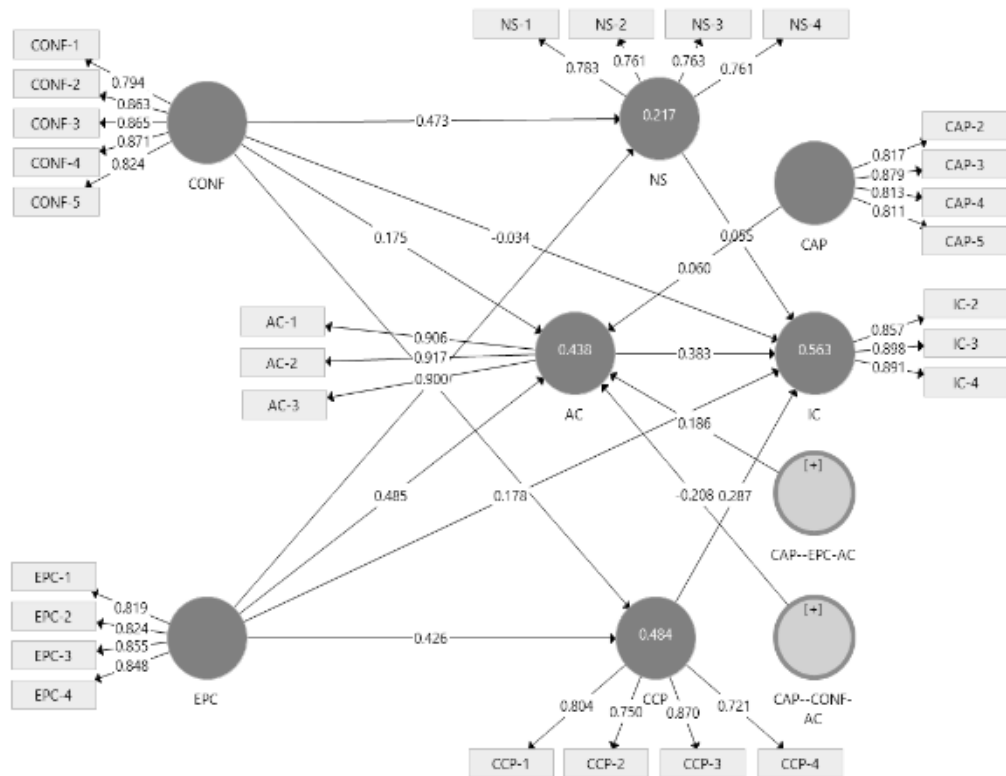 NS-1
NS-2
NS-3
NS-4
CONF-1
CONF-2
CONF-3
CONF-4
CONF-5
0.794
0.863
0.865
0.871
0.824
CONF
0.783
0.761
0.763
0.761
0.473
0.217
NS
CAP-2
CAP-3
CAP-4
CAP-5
0.817
0.879
0.813
0.811
CAP
0.175
-0.034
0.055
0.060
AC-1
AC-2
AC-3
0.906
0.917
0.900
0.438
AC
0.383
0.563
IC
IC-2
IC-3
IC-4
0.857
0.898
0.891
0.186
[+]
CAP--EPC-AC
0.485
0.178
-0.208
0.287
EPC-1
EPC-2
EPC-3
EPC-4
0.819
0.824
0.855
0.848
EPC
0.426
0.484
CCP
[+]
CAP--CONF-
AC
0.804
0.750
0.870
0.721
CCP-1
CCP-2
CCP-3
CCP-4